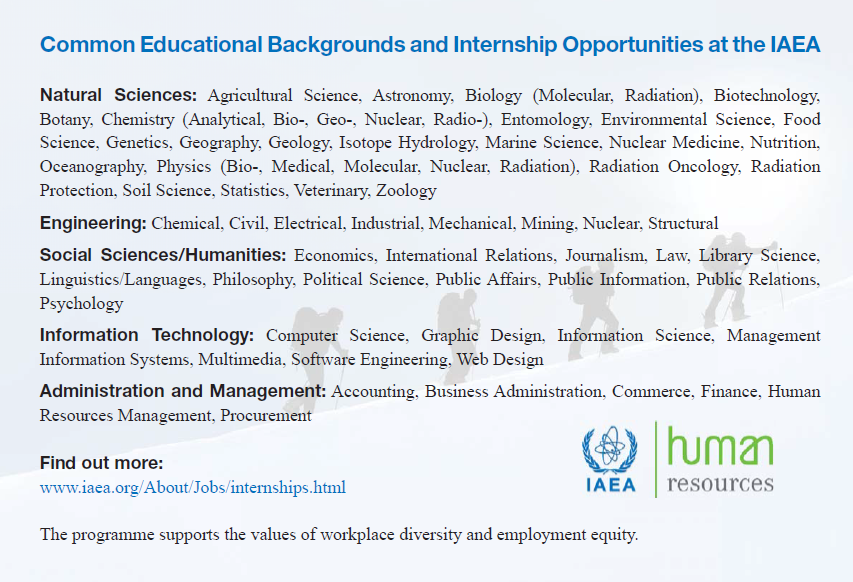 Common Educational Backgrounds and Internship Opportunities at the IAEA
Natural Sciences: Agricultural Science, Astronomy, Biology (Molecular, Radiation), Biotechnology,
Botany, Chemistry (Analytical, Bio-, Geo-, Nuclear, Radio-), Entomology, Environmental Science, Food
Science, Genetics, Geography, Geology, Isotope Hydrology, Marine Science, Nuclear Medicine, Nutrition,
Oceanography, Physics (Bio-, Medical, Molecular, Nuclear, Radiation), Radiation Oncology, Radiation
Protection, Soil Science, Statistics, Veterinary, Zoology
Engineering: Chemical, Civil, Electrical, Industrial, Mechanical, Mining, Nuclear, Structural
Social Sciences/Humanities: Economics, International Relations, Journalism, Law, Library Science,
Linguistics/Languages, Philosophy, Political Science, Public Affairs, Public Information, Public Relations,
Psychology
Information Technology: Computer Science, Graphic Design, Information Science, Management
Information Systems, Multimedia, Software Engineering, Web Design
Administration and Management: Accounting, Business Administration, Commerce, Finance, Human
Resources Management, Procurement
Find out more:
www.iaea.org/About/Jobs/internships.html
IAEA
human
resources
The programme supports the values of workplace diversity and employment equity.